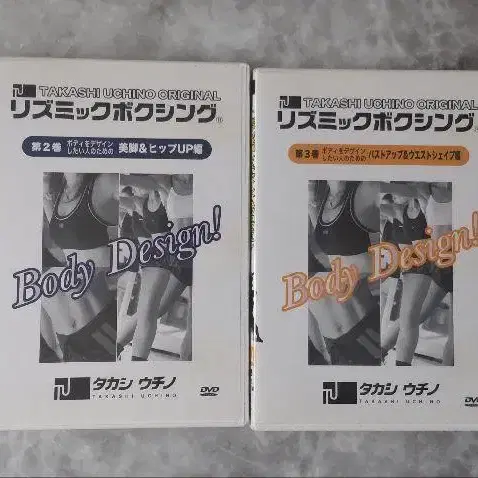 TAKASHI UCHINO ORIGINAL
リズミックボクシング®
第2巻 ボディをデザインしたい人のための 美脚&ヒップUP編
Body Design!
タカシ ウチノ
TAKASHI UCHINO
DVD
TAKASHI UCHINO ORIGINAL
リズミックボクシング®
第3巻 ボディをデザインしたい人のための バストアップ&ウエストシェイプ編
Body Design!
タカシ ウチノ
TAKASHI UCHINO
DVD